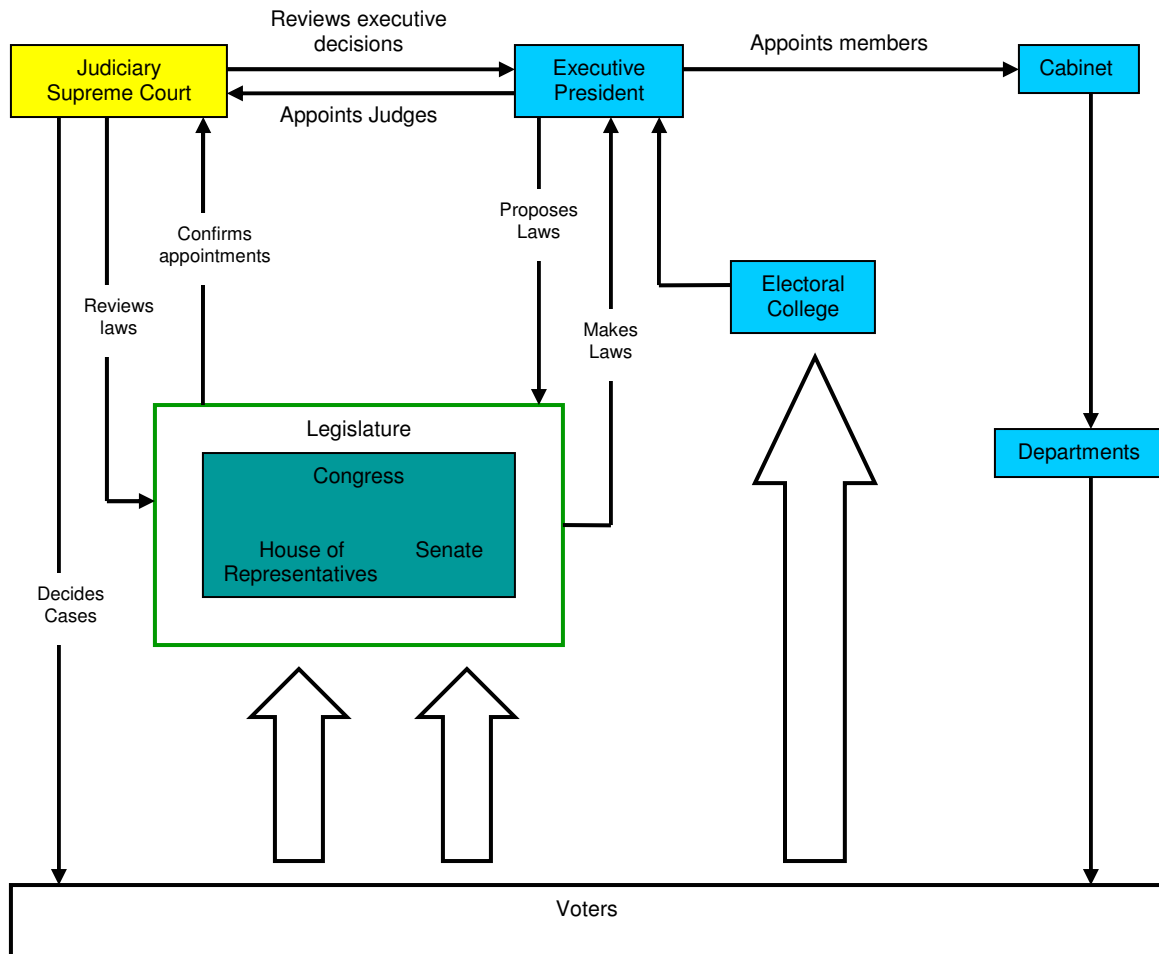 Reviews executive
decisions
Judiciary
Supreme Court
Executive
President
Appoints members
Cabinet
Appoints Judges
Confirms
appointments
Proposes
Laws
Reviews
laws
Electoral
College
Makes
Laws
Legislature
Congress
House of
Representatives
Senate
Departments
Decides
Cases
Voters